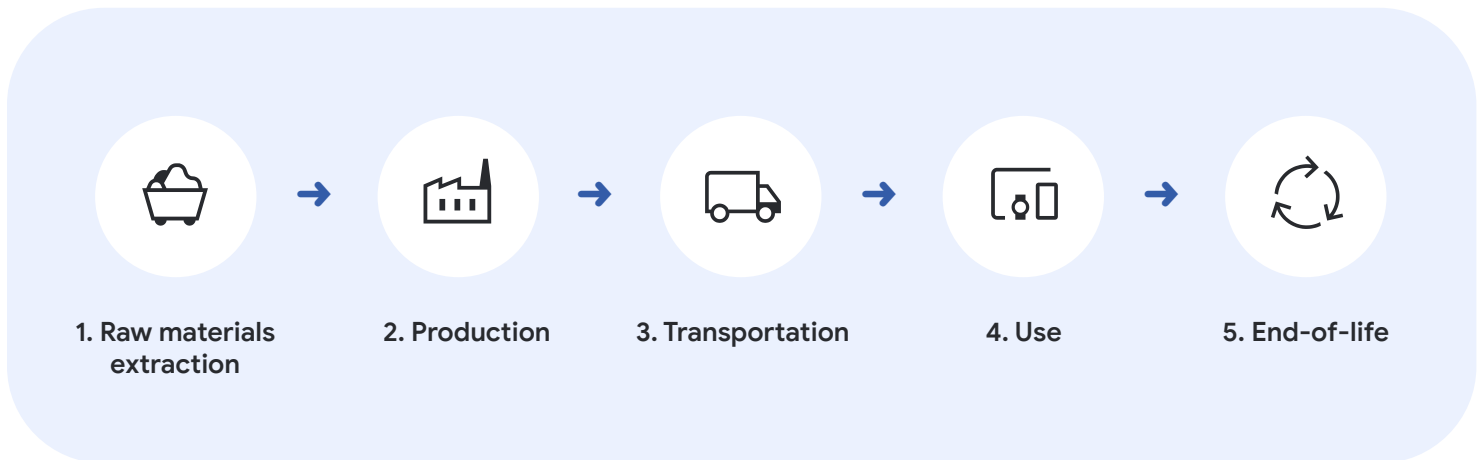 1. Raw materials
extraction
2. Production
3. Transportation
4. Use
5. End-of-life